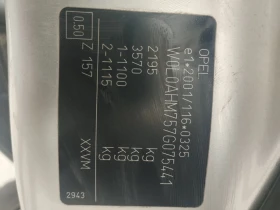 OPEL
e1*2001/116*0325
W0L0AHM757G075441
2195 kg
3570 kg
1-1100 kg
2-1115 kg
0.50 Z 157 XXVM
2943